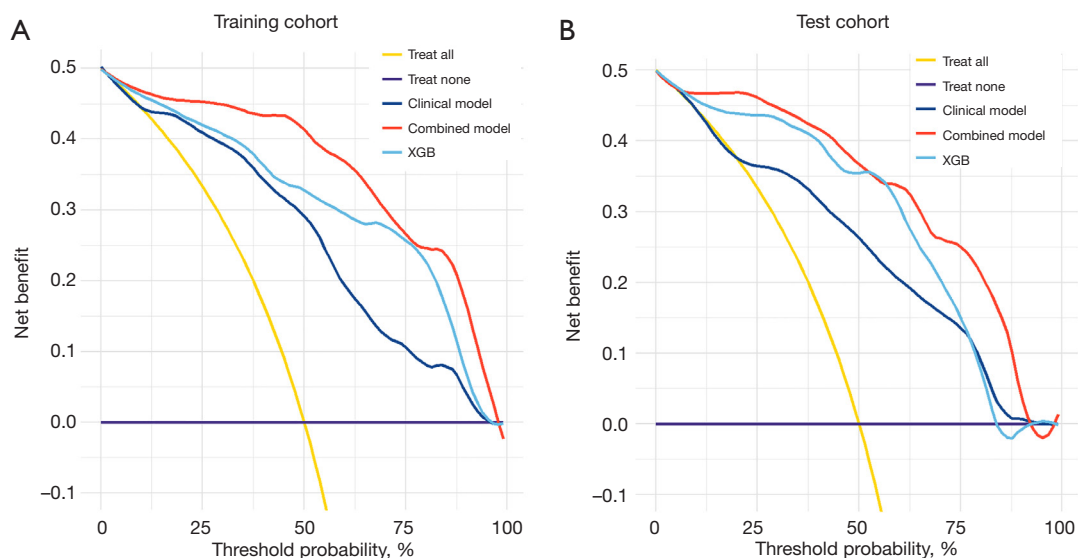 A
Training cohort
Treat all
Treat none
Clinical model
Combined model
XGB
Net benefit
0.5
0.4
0.3
0.2
0.1
0.0
–0.1
0
25
50
75
100
Threshold probability, %
B
Test cohort
Treat all
Treat none
Clinical model
Combined model
XGB
Net benefit
0.5
0.4
0.3
0.2
0.1
0.0
–0.1
0
25
50
75
100
Threshold probability, %